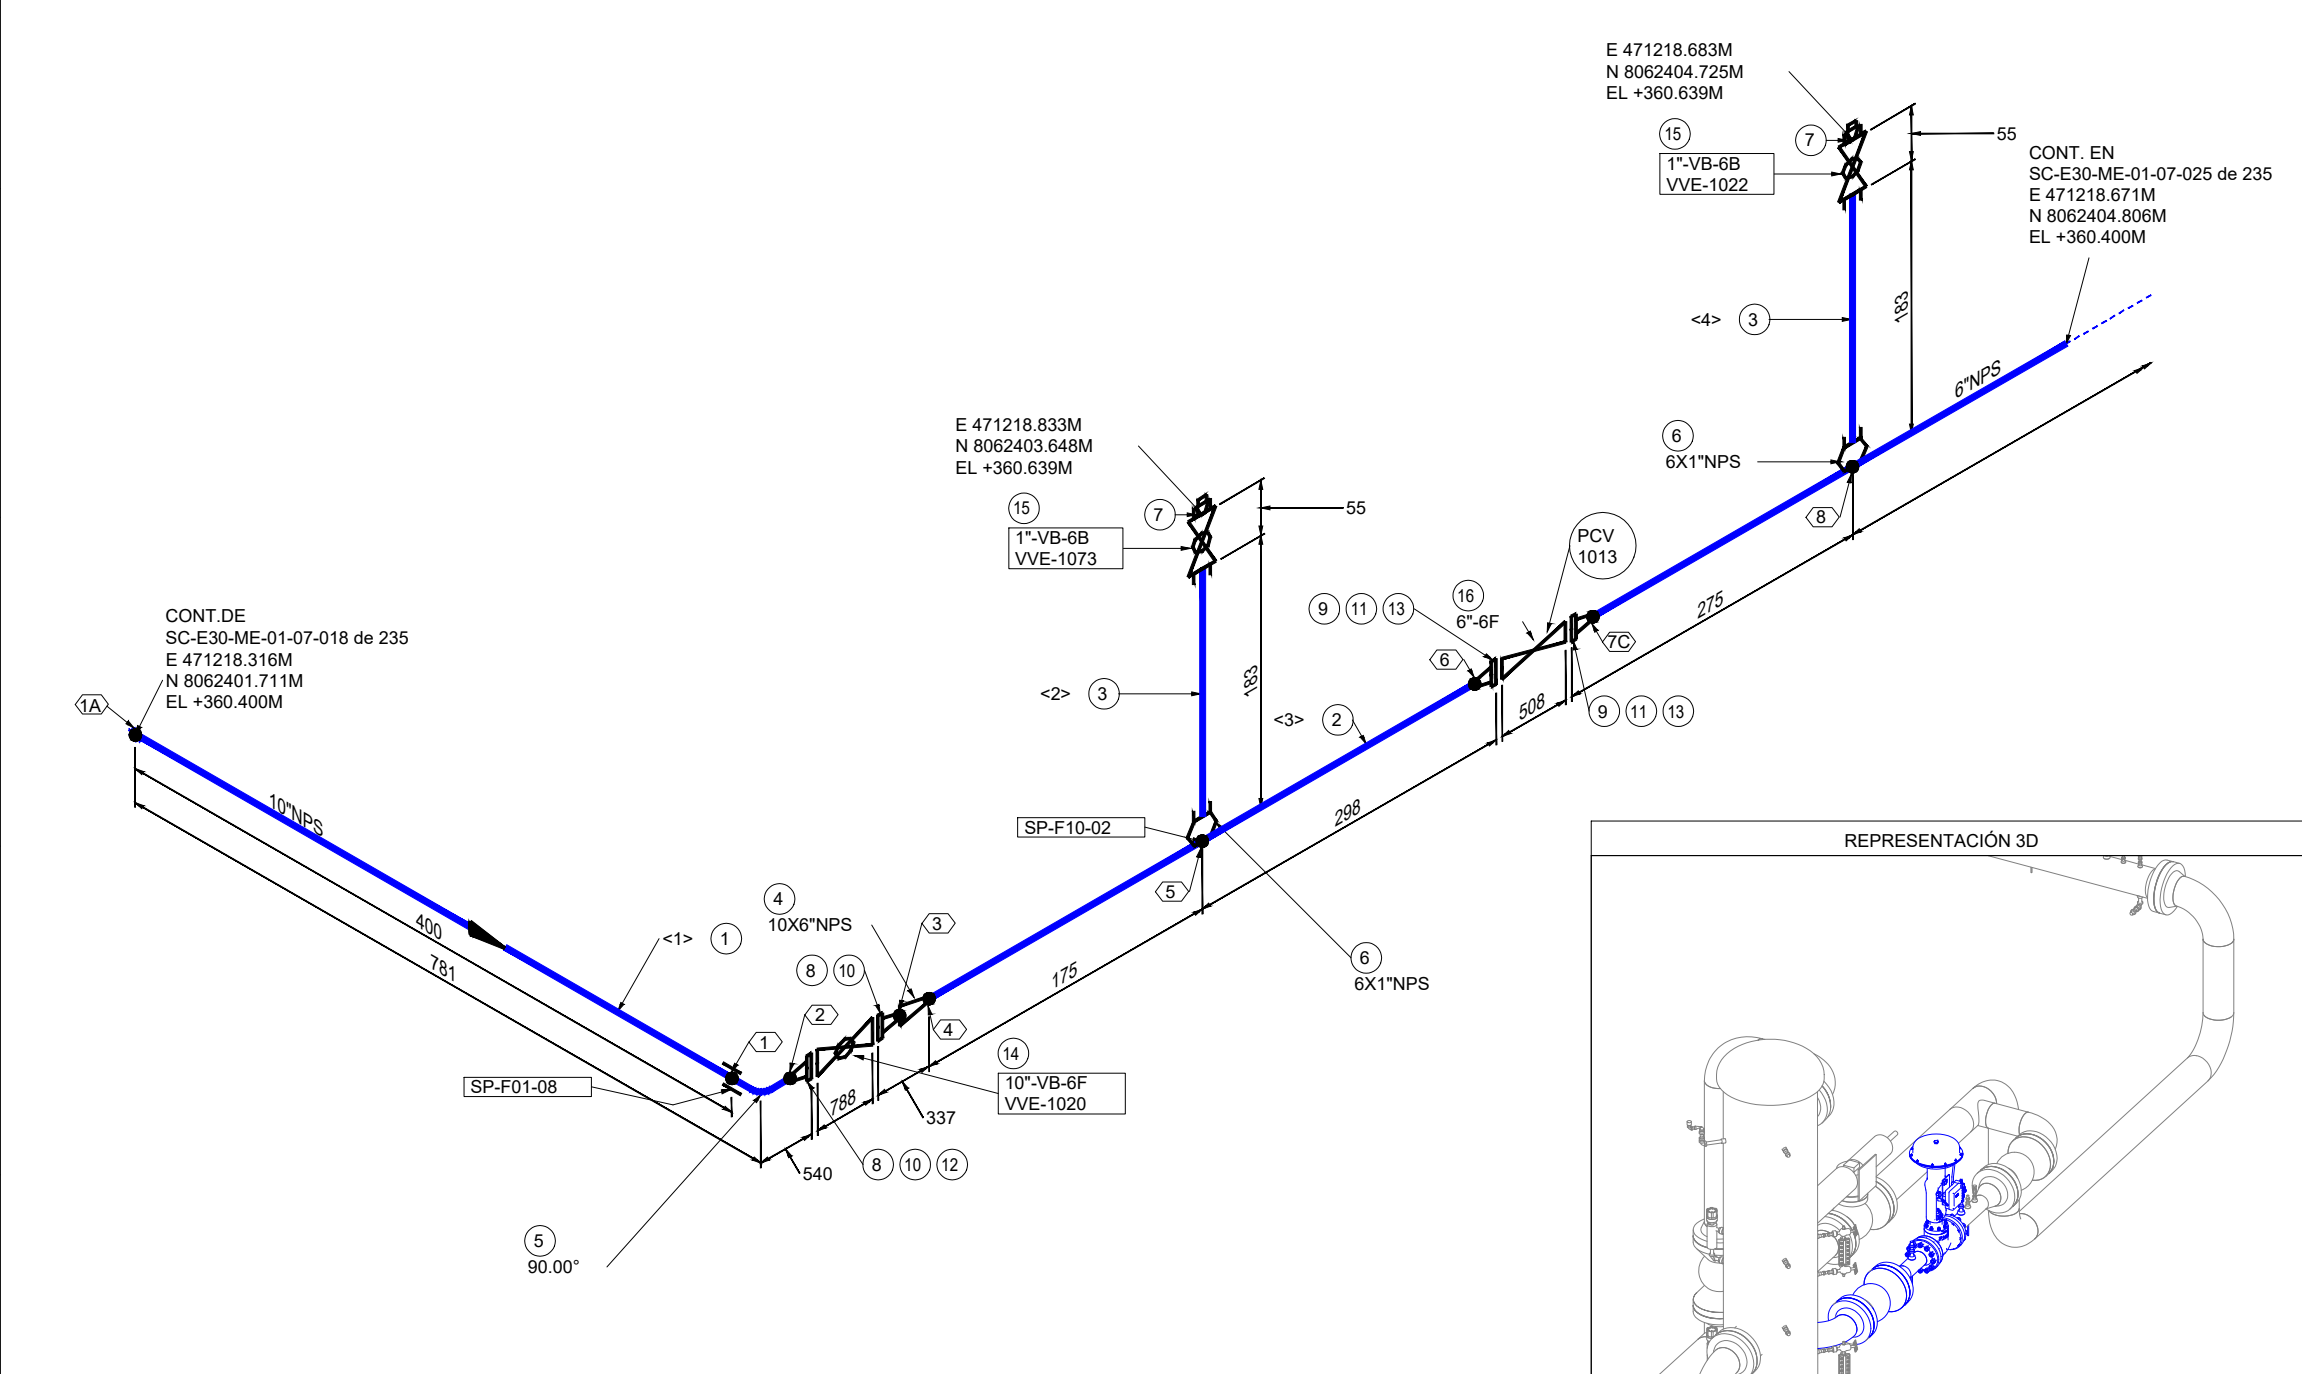 E 471218.683M
N 8062404.725M
EL +360.639M
15
7
1"-VB-6B
VVE-1022
55
CONT. EN
SC-E30-ME-01-07-025 de 235
E 471218.671M
N 8062404.806M
EL +360.400M
<4>
3
183
6"NPS
6
6X1"NPS
8
E 471218.833M
N 8062403.648M
EL +360.639M
15
7
1"-VB-6B
VVE-1073
55
PCV
1013
9
11
13
16
6"-6F
275
7C
6
<2>
3
183
<3>
2
508
9
11
13
CONT.DE
SC-E30-ME-01-07-018 de 235
E 471218.316M
N 8062401.711M
EL +360.400M
1A
10"NPS
SP-F10-02
298
5
4
10X6"NPS
3
400
781
<1>
1
8
10
175
6
6X1"NPS
2
1
4
14
10"-VB-6F
VVE-1020
SP-F01-08
788
337
540
8
10
12
5
90.00°
REPRESENTACIÓN 3D